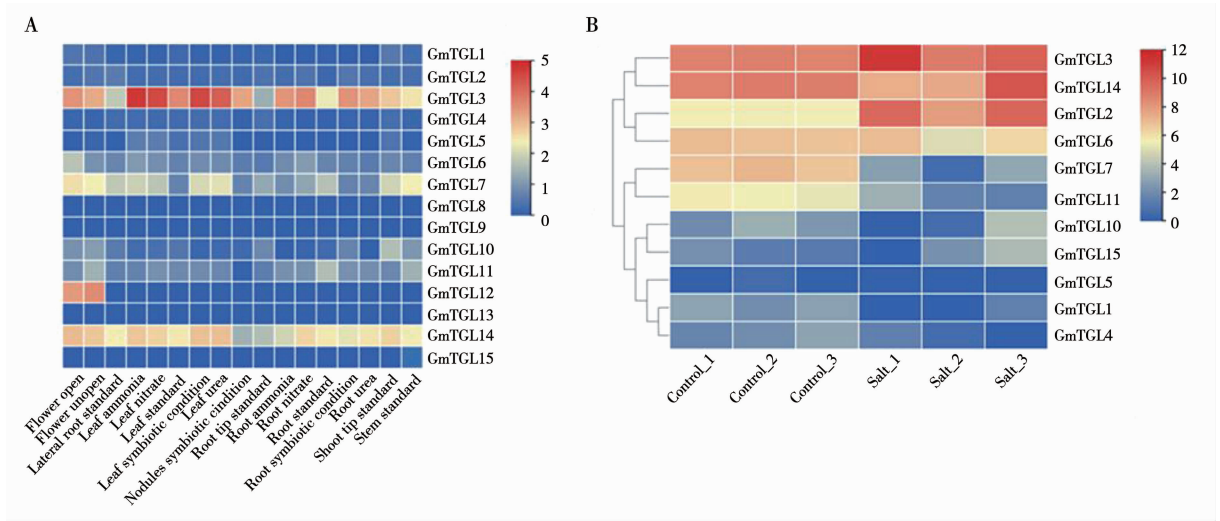 A
GmTGL1
GmTGL2
GmTGL3
GmTGL4
GmTGL5
GmTGL6
GmTGL7
GmTGL8
GmTGL9
GmTGL10
GmTGL11
GmTGL12
GmTGL13
GmTGL14
GmTGL15
5
4
3
2
1
0
Flower open
Flower unopen
Lateral root standard
Leaf ammonia
Leaf nitrate
Leaf standard
Leaf symbiotic condition
Leaf urea
Nodules symbiotic cindition
Root tip standard
Root ammonia
Root nitrate
Root standard
Root symbiotic condition
Root urea
Shoot tip standard
Stem standard
B
GmTGL3
GmTGL14
GmTGL2
GmTGL6
GmTGL7
GmTGL11
GmTGL10
GmTGL15
GmTGL5
GmTGL1
GmTGL4
12
10
8
6
4
2
0
Control_1
Control_2
Control_3
Salt_1
Salt_2
Salt_3